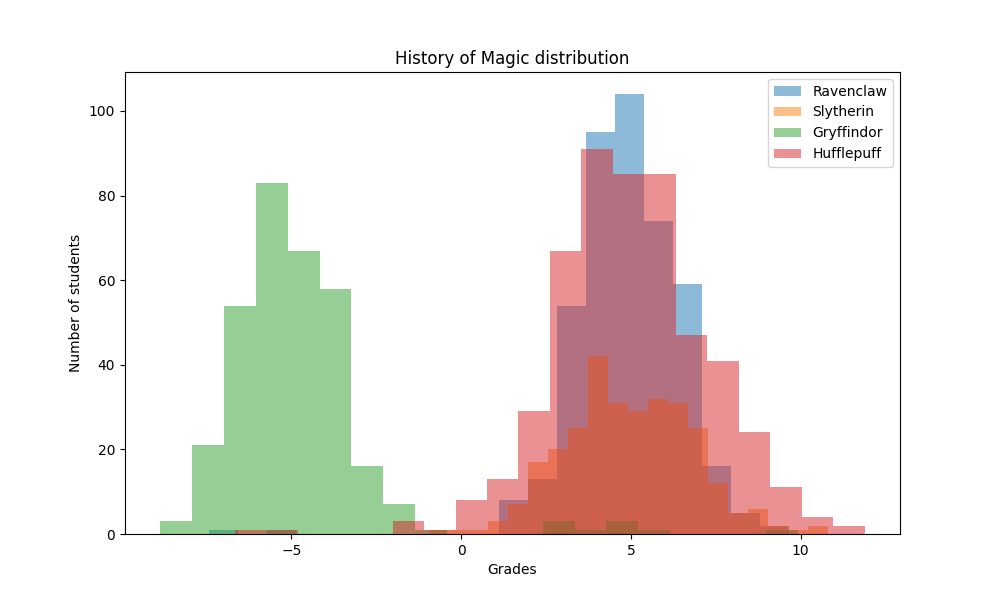 History of Magic distribution
Ravenclaw
Slytherin
Gryffindor
Hufflepuff
Number of students
100
80
60
40
20
0
−5
0
5
10
Grades